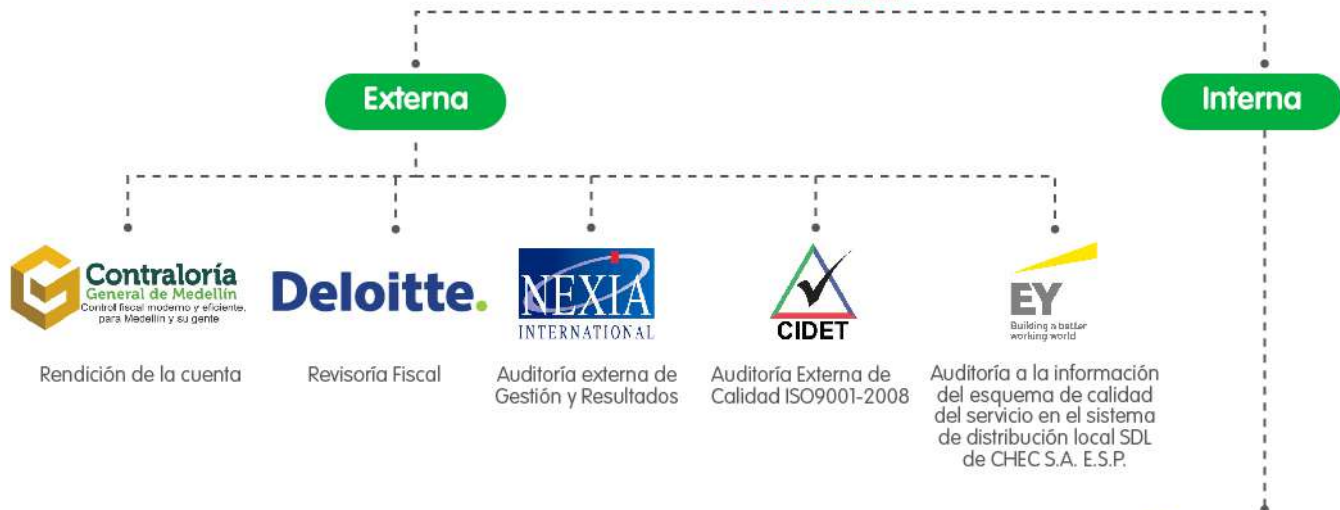 Externa
Interna
Contraloría
General de Medellín
Control fiscal moderno y eficiente,
para Medellín y su gente
Rendición de la cuenta
Deloitte.
Revisoría Fiscal
NEXIA
INTERNATIONAL
Auditoría externa de
Gestión y Resultados
CIDET
Auditoría Externa de
Calidad ISO9001-2008
EY
Building a better
working world
Auditoría a la información
del esquema de calidad
del servicio en el sistema
de distribución local SDL
de CHEC S.A. E.S.P.